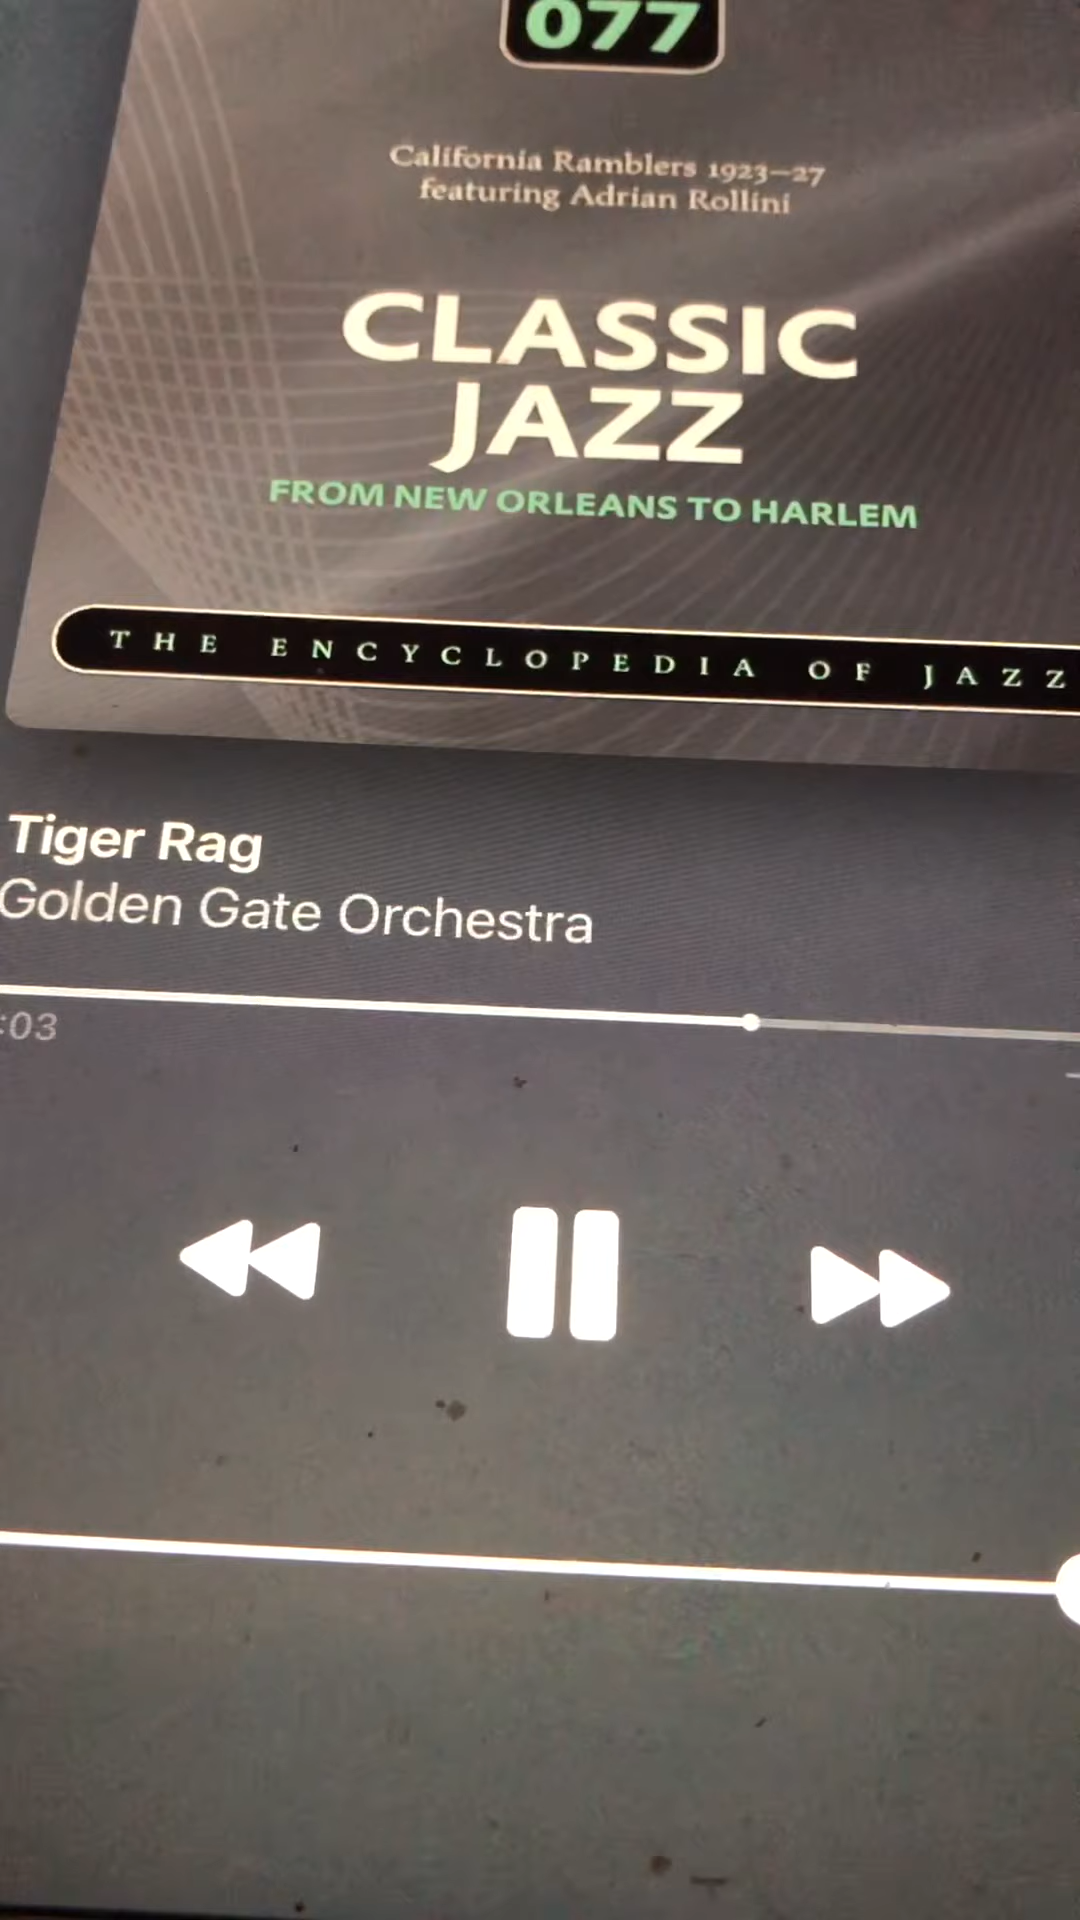 077
California Ramblers 1923–27
featuring Adrian Rollini
CLASSIC
JAZZ
FROM NEW ORLEANS TO HARLEM
THE ENCYCLOPEDIA OF JAZZ
Tiger Rag
Golden Gate Orchestra
:03